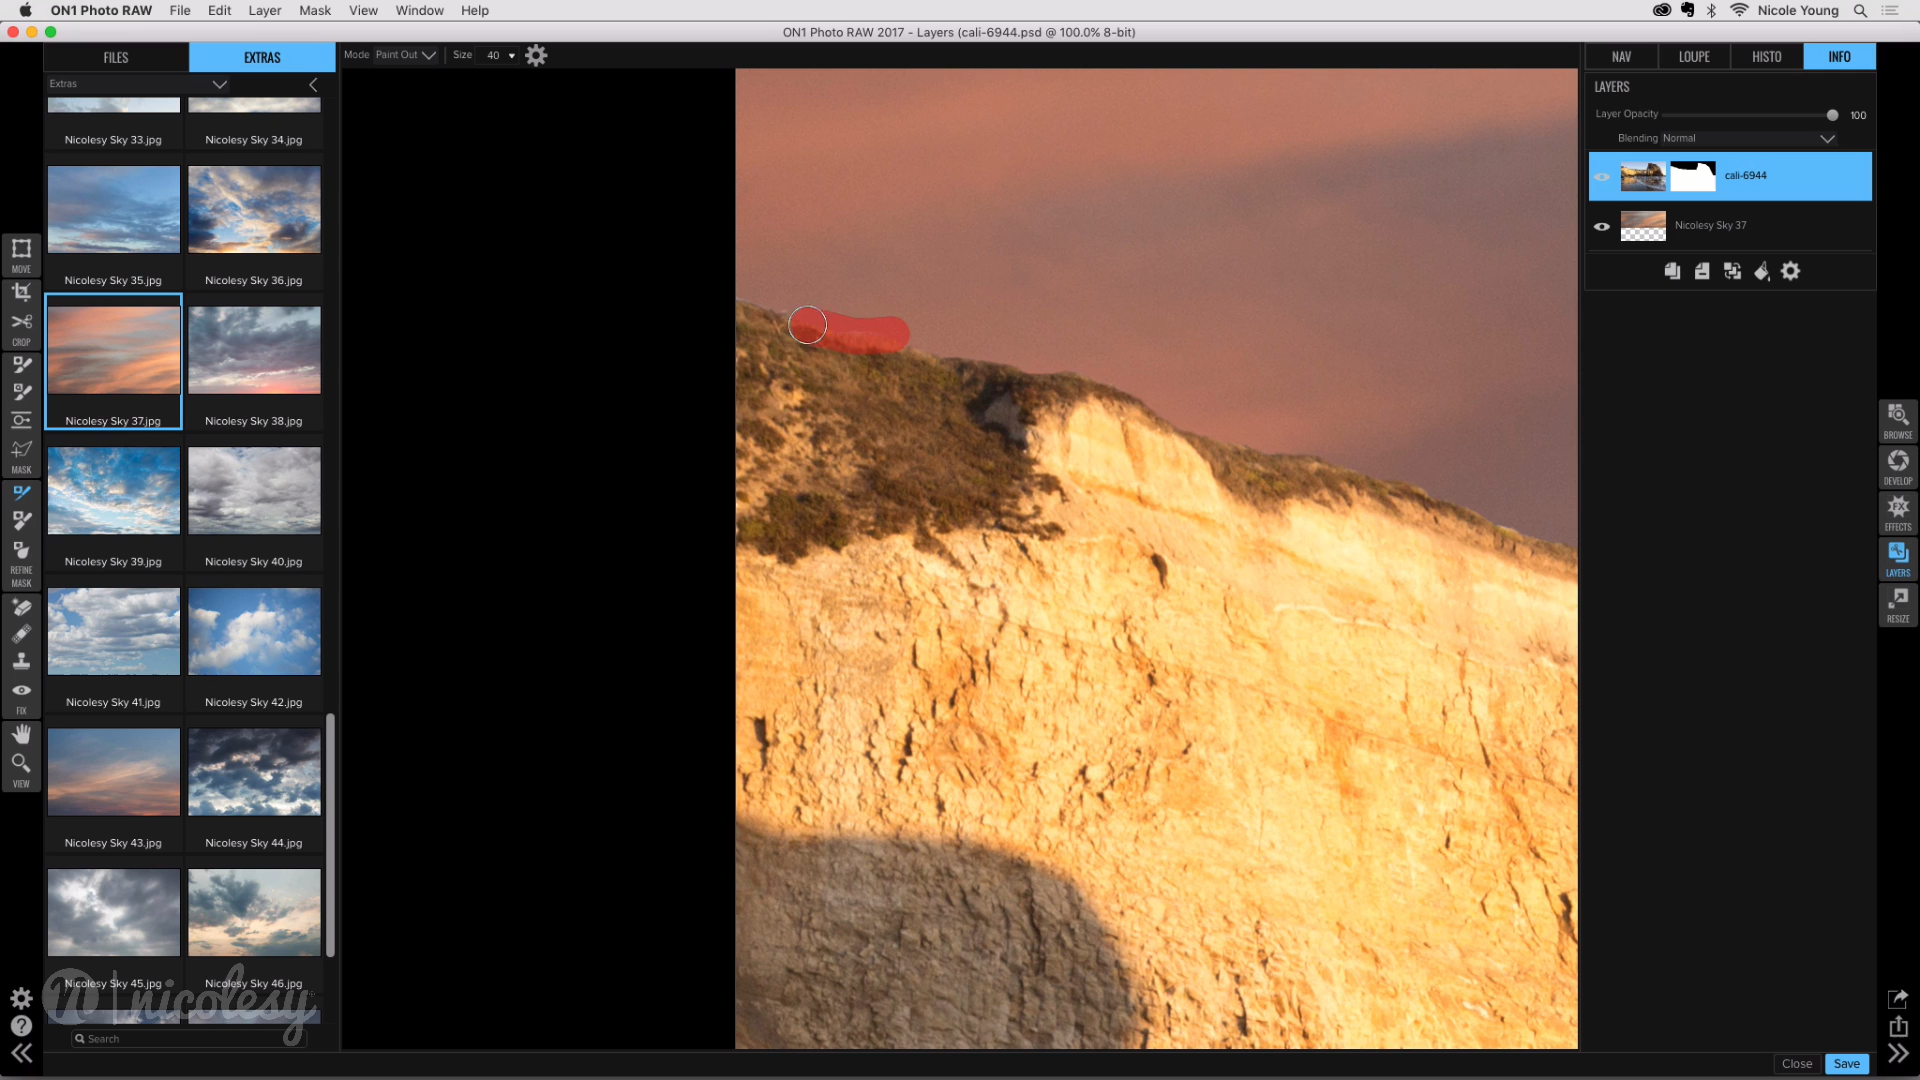 ON1 Photo RAW File Edit Layer Mask View Window Help Nicole Young
ON1 Photo RAW 2017 - Layers (cali-6944.psd @ 100.0% 8-bit)
FILES EXTRAS
Mode Paint Out Size 40
NAV LOUPE HISTO INFO
Extras
LAYERS
Layer Opacity 100
Blending Normal
cali-6944
Nicolesy Sky 37
Nicolesy Sky 33.jpg Nicolesy Sky 34.jpg
Nicolesy Sky 35.jpg Nicolesy Sky 36.jpg
Nicolesy Sky 37.jpg Nicolesy Sky 38.jpg
Nicolesy Sky 39.jpg Nicolesy Sky 40.jpg
Nicolesy Sky 41.jpg Nicolesy Sky 42.jpg
Nicolesy Sky 43.jpg Nicolesy Sky 44.jpg
Nicolesy Sky 45.jpg Nicolesy Sky 46.jpg
n | nicolesy
Search
MOVE
CROP
MASK
REFINE
MASK
FIX
VIEW
BROWSE
DEVELOP
FX
EFFECTS
LAYERS
RESIZE
Close Save